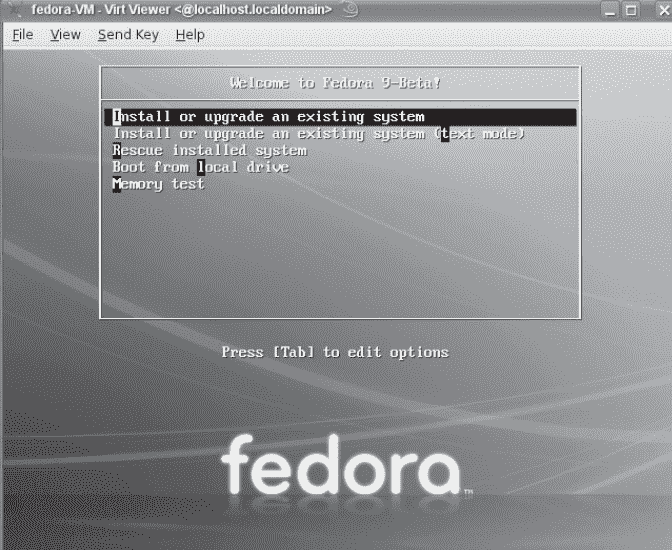 fedora-VM - Virt Viewer <@localhost.localdomain>
File View Send Key Help
Welcome to Fedora 9-Beta!
Install or upgrade an existing system
Install or upgrade an existing system (text mode)
Rescue installed system
Boot from local drive
Memory test
Press [Tab] to edit options
fedora™